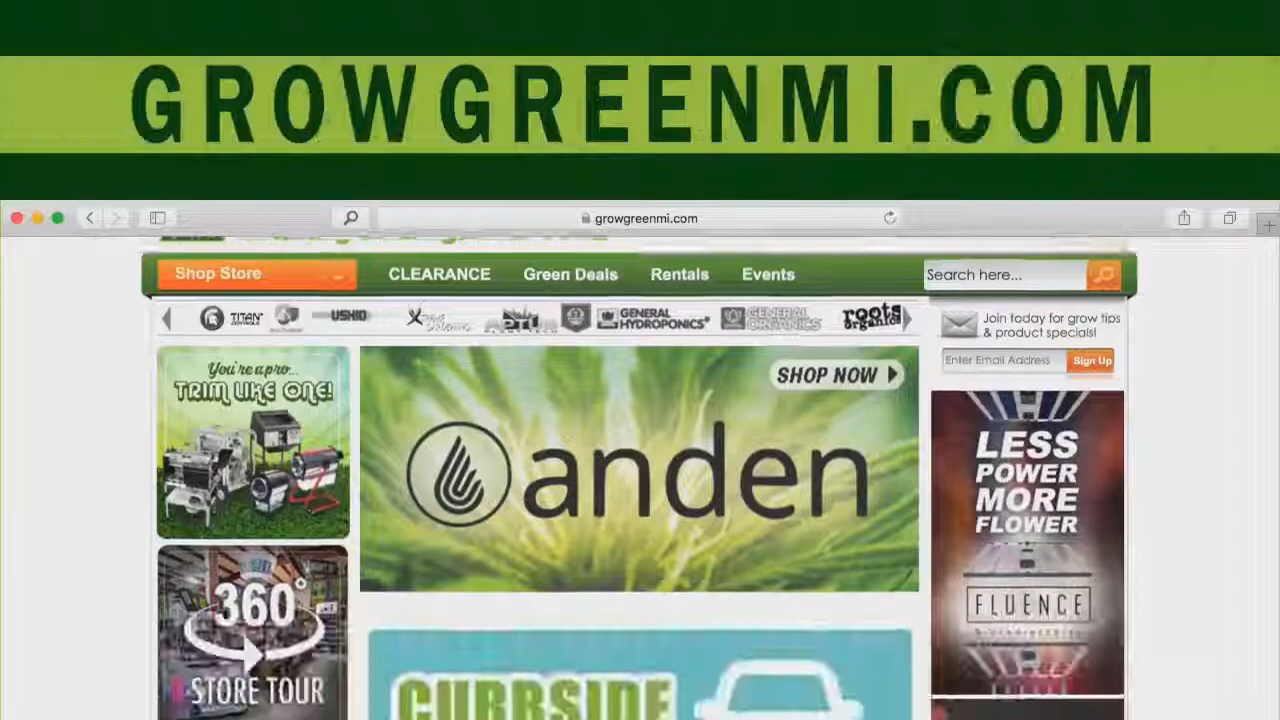 GROWGREENMI.COM
growgreenmi.com
Shop Store
CLEARANCE
Green Deals
Rentals
Events
Search here...
TITAN
CONTROLS
USHIO
GENERAL
HYDROPONICS
GENERAL
ORGANICS
roots
organics
Join today for grow tips
& product specials!
Enter Email Address
Sign Up
You're a pro...
TRIM LIKE ONE!
SHOP NOW
anden
LESS
POWER
MORE
FLOWER
FLUENCE
360°
STORE TOUR
CURBSIDE